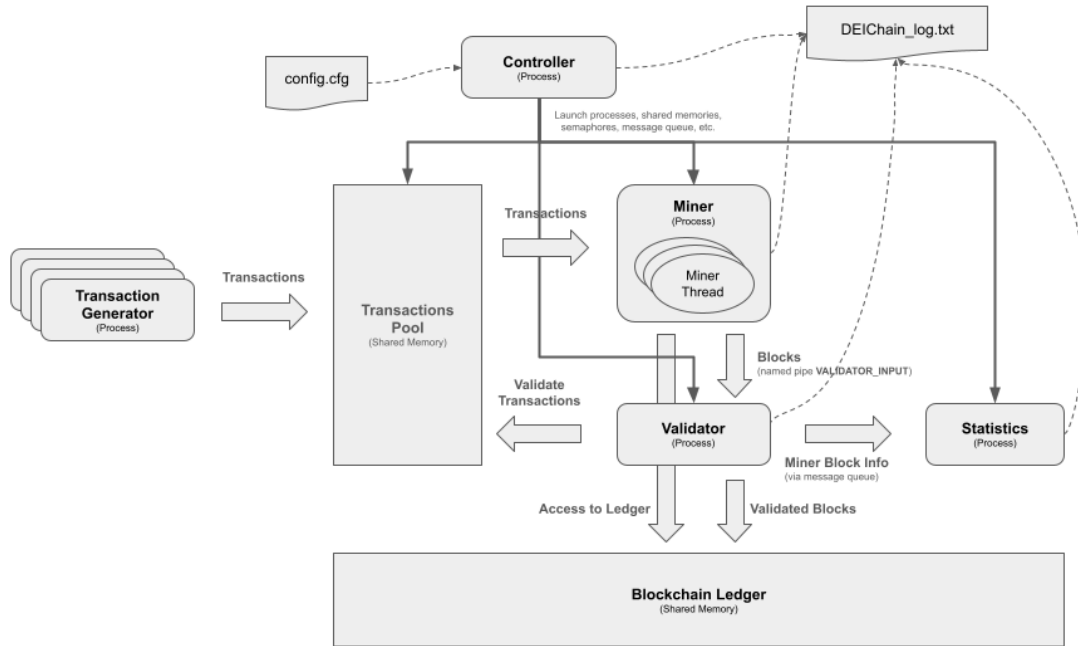 DEIChain_log.txt
Controller
(Process)
config.cfg
Launch processes, shared memories,
semaphores, message queue, etc.
Transactions
Miner
(Process)
Miner
Thread
Transactions
Transaction
Generator
(Process)
Transactions
Pool
(Shared Memory)
Blocks
(named pipe VALIDATOR_INPUT)
Validate
Transactions
Validator
(Process)
Statistics
(Process)
Miner Block Info
(via message queue)
Access to Ledger
Validated Blocks
Blockchain Ledger
(Shared Memory)